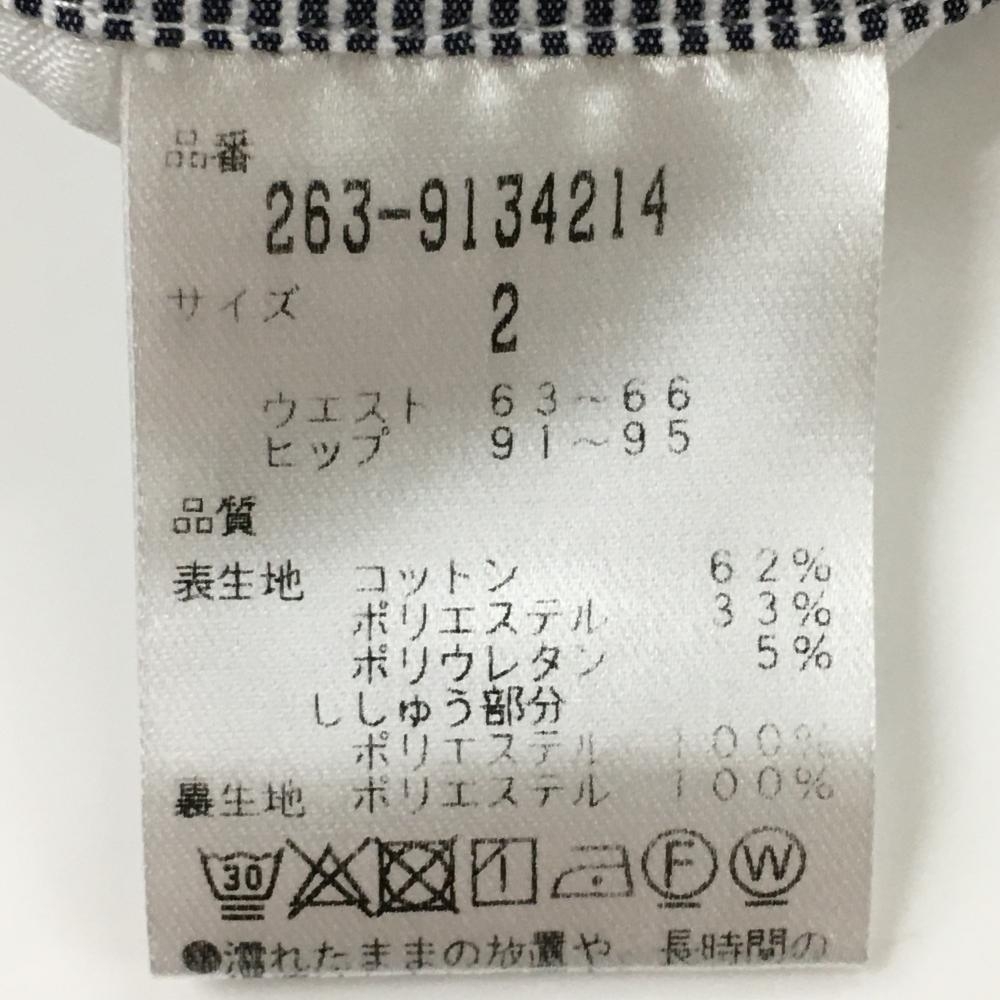 品番
263-9134214
サイズ 2
ウエスト 63~66
ヒップ 91~95
品質
表生地 コットン 62%
ポリエステル 33%
ポリウレタン 5%
ししゅう部分
ポリエステル 100%
裏生地 ポリエステル 100%
30 1 F W
●濡れたままの放置や、長時間の